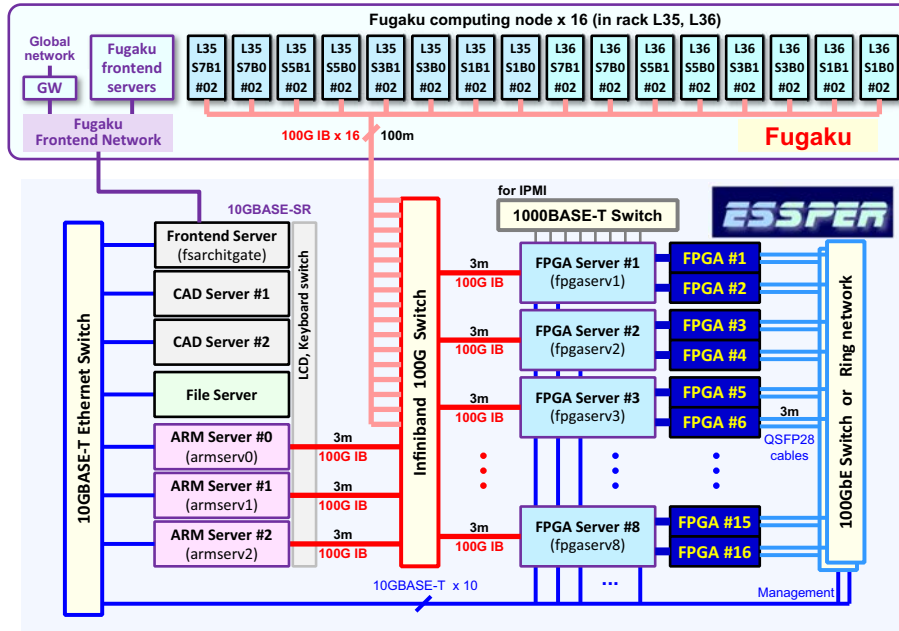 Fugaku computing node x 16 (in rack L35, L36)
Global
network
GW
Fugaku
frontend
servers
Fugaku
Frontend Network
L35
S7B1
#02
L35
S7B0
#02
L35
S5B1
#02
L35
S5B0
#02
L35
S3B1
#02
L35
S3B0
#02
L35
S1B1
#02
L35
S1B0
#02
L36
S7B1
#02
L36
S7B0
#02
L36
S5B1
#02
L36
S5B0
#02
L36
S3B1
#02
L36
S3B0
#02
L36
S1B1
#02
L36
S1B0
#02
100G IB x 16
100m
Fugaku
10GBASE-SR
for IPMI
1000BASE-T Switch
ESSPER
10GBASE-T Ethernet Switch
Frontend Server
(fsarchitgate)
CAD Server #1
CAD Server #2
File Server
ARM Server #0
(armserv0)
ARM Server #1
(armserv1)
ARM Server #2
(armserv2)
LCD, Keyboard switch
3m
100G IB
3m
100G IB
3m
100G IB
Infiniband 100G Switch
3m
100G IB
3m
100G IB
3m
100G IB
3m
100G IB
FPGA Server #1
(fpgaserv1)
FPGA Server #2
(fpgaserv2)
FPGA Server #3
(fpgaserv3)
FPGA Server #8
(fpgaserv8)
...
FPGA #1
FPGA #2
FPGA #3
FPGA #4
FPGA #5
FPGA #6
FPGA #15
FPGA #16
3m
QSFP28
cables
100GbE Switch or Ring network
10GBASE-T x 10
Management